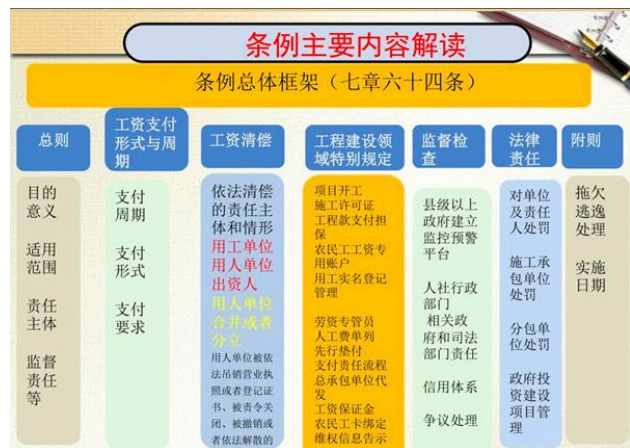 条例主要内容解读
条例总体框架（七章六十四条）
总则
目的
意义
适用
范围
责任
主体
监督
责任
等
工资支付
形式与周
期
支付
周期
支付
形式
支付
要求
工资清偿
依法清偿
的责任主
体和情形
用工单位
用人单位
出资人
用人单位
合并或者
分立
用人单位被依
法吊销营业执
照或者登记证
书、被责令关
闭、被撤销或
者依法解散的
工程建设领
域特别规定
项目开工
施工许可证
工程款支付担
保
农民工工资专
用账户
用工实名登记
管理
劳资专管员
人工费单列
先行垫付
支付责任流程
总承包单位代
发
工资保证金
农民工卡绑定
维权信息告示
监督检
查
县级以上
政府建立
监控预警
平台
人社行政
部门
相关政
府和司法
部门责任
信用体系
争议处理
法律
责任
对单位
及责任
人处罚
施工承
包单位
处罚
分包单
位处罚
政府投
资建设
项目管
理
附则
拖欠
逃逸
处理
实施
日期